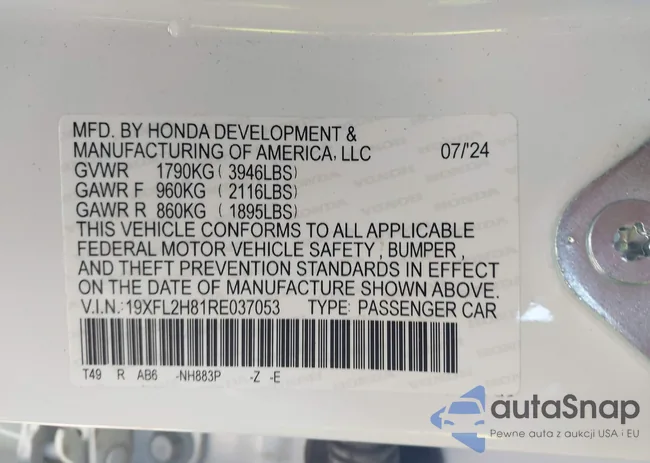 MFD. BY HONDA DEVELOPMENT &
MANUFACTURING OF AMERICA, LLC 07/'24
GVWR 1790KG ( 3946LBS)
GAWR F 960KG ( 2116LBS)
GAWR R 860KG ( 1895LBS)
THIS VEHICLE CONFORMS TO ALL APPLICABLE
FEDERAL MOTOR VEHICLE SAFETY , BUMPER ,
AND THEFT PREVENTION STANDARDS IN EFFECT
ON THE DATE OF MANUFACTURE SHOWN ABOVE.
V.I.N.:19XFL2H81RE037053 TYPE: PASSENGER CAR
T49 R AB6 -NH883P -Z -E
autaSnap
Pewne auta z aukcji USA i EU